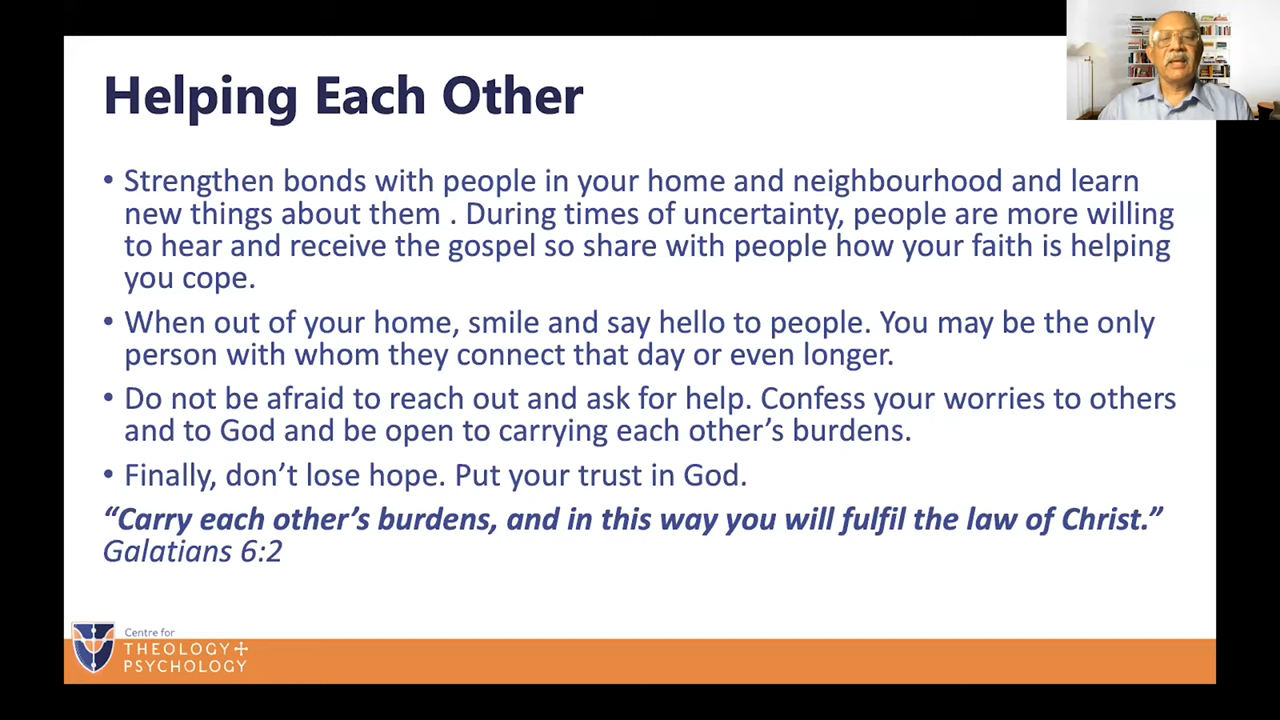 Helping Each Other
• Strengthen bonds with people in your home and neighbourhood and learn
new things about them . During times of uncertainty, people are more willing
to hear and receive the gospel so share with people how your faith is helping
you cope.
• When out of your home, smile and say hello to people. You may be the only
person with whom they connect that day or even longer.
• Do not be afraid to reach out and ask for help. Confess your worries to others
and to God and be open to carrying each other’s burdens.
• Finally, don’t lose hope. Put your trust in God.
“Carry each other’s burdens, and in this way you will fulfil the law of Christ.”
Galatians 6:2
Centre for
THEOLOGY+
PSYCHOLOGY